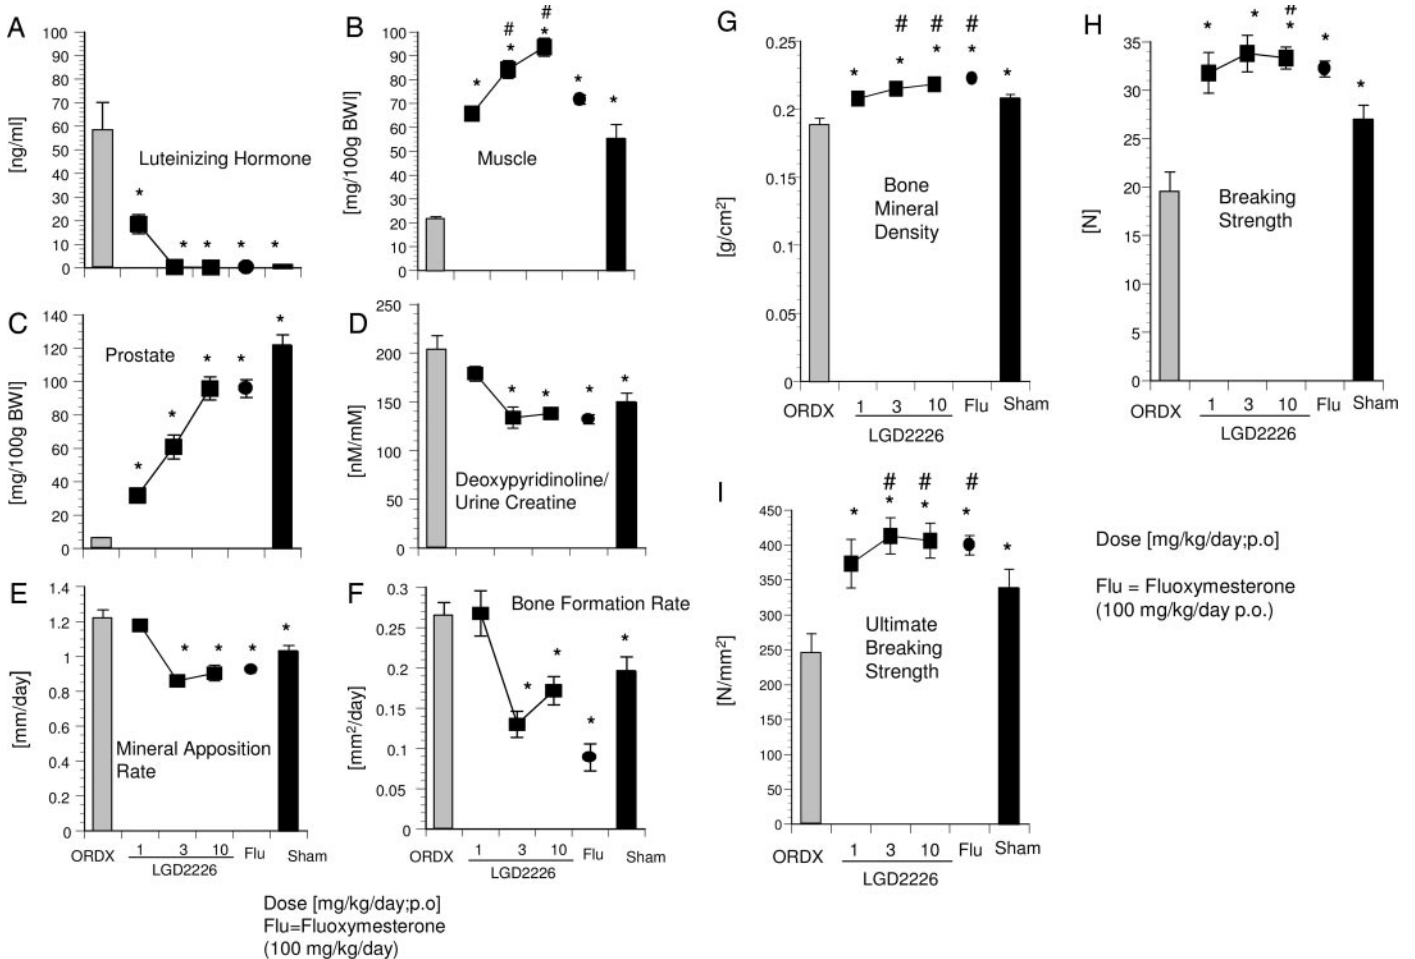 A
[ng/ml]
100
90
80
70
60
50
40
30
20
10
0
Luteinizing Hormone
*
* * * *
B
[mg/100g BWI]
100
90
80
70
60
50
40
30
20
10
0
# #
* * * * *
Muscle
C
[mg/100g BWI]
140
120
100
80
60
40
20
0
Prostate
* * * * *
D
[nM/mM]
250
200
150
100
50
0
* * * *
Deoxypyridinoline/
Urine Creatine
E
[mm/day]
1.4
1.2
1
0.8
0.6
0.4
0.2
0
* * * *
Mineral Apposition
Rate
ORDX 1 3 10 Flu Sham
LGD2226
F
[mm²/day]
0.3
0.25
0.2
0.15
0.1
0.05
0
Bone Formation Rate
* * * *
ORDX 1 3 10 Flu Sham
LGD2226
Dose [mg/kg/day;p.o]
Flu=Fluoxymesterone
(100 mg/kg/day)
G
[g/cm²]
0.25
0.2
0.15
0.1
0.05
0
# # #
* * * * *
Bone
Mineral
Density
ORDX 1 3 10 Flu Sham
LGD2226
H
[N]
35
30
25
20
15
10
5
0
#
* * * * *
Breaking
Strength
ORDX 1 3 10 Flu Sham
LGD2226
I
[N/mm²]
450
400
350
300
250
200
150
100
50
0
# # #
* * * * *
Ultimate
Breaking
Strength
ORDX 1 3 10 Flu Sham
LGD2226
Dose [mg/kg/day;p.o]
Flu = Fluoxymesterone
(100 mg/kg/day p.o.)